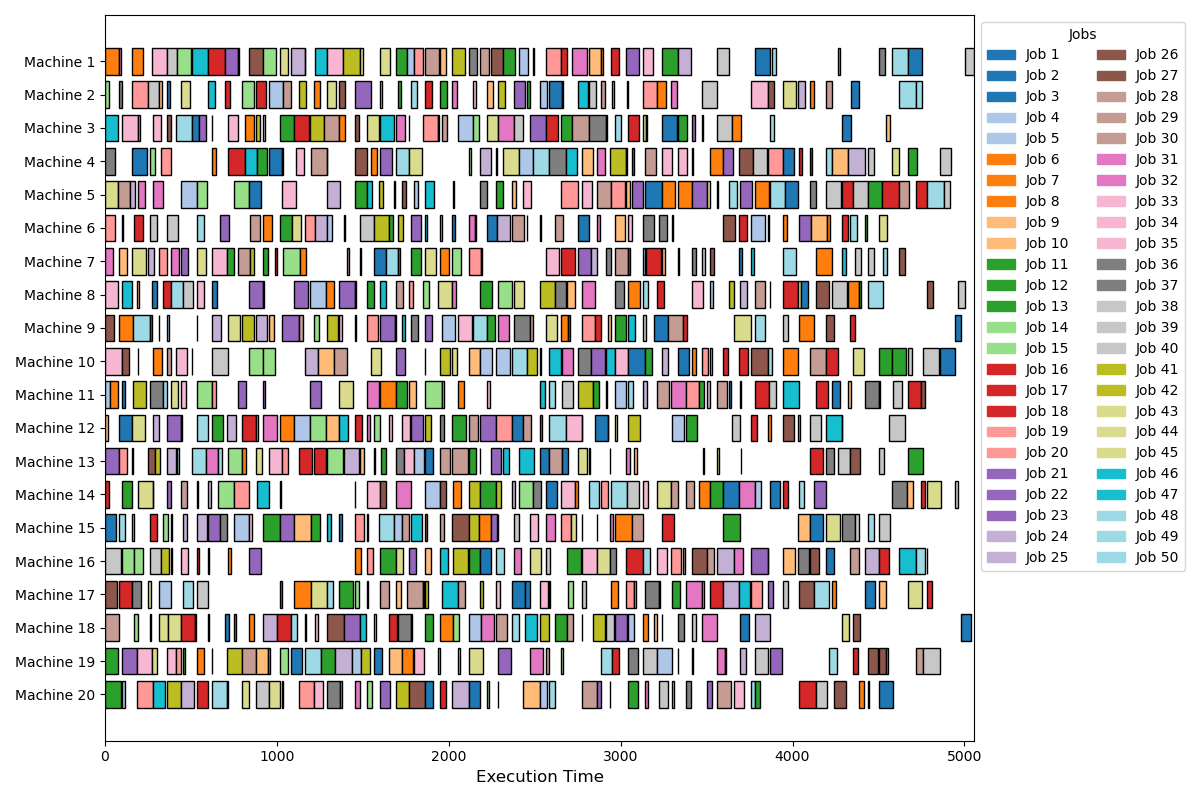 Machine 1
Machine 2
Machine 3
Machine 4
Machine 5
Machine 6
Machine 7
Machine 8
Machine 9
Machine 10
Machine 11
Machine 12
Machine 13
Machine 14
Machine 15
Machine 16
Machine 17
Machine 18
Machine 19
Machine 20
0 1000 2000 3000 4000 5000
Execution Time
Jobs
Job 1
Job 2
Job 3
Job 4
Job 5
Job 6
Job 7
Job 8
Job 9
Job 10
Job 11
Job 12
Job 13
Job 14
Job 15
Job 16
Job 17
Job 18
Job 19
Job 20
Job 21
Job 22
Job 23
Job 24
Job 25
Job 26
Job 27
Job 28
Job 29
Job 30
Job 31
Job 32
Job 33
Job 34
Job 35
Job 36
Job 37
Job 38
Job 39
Job 40
Job 41
Job 42
Job 43
Job 44
Job 45
Job 46
Job 47
Job 48
Job 49
Job 50